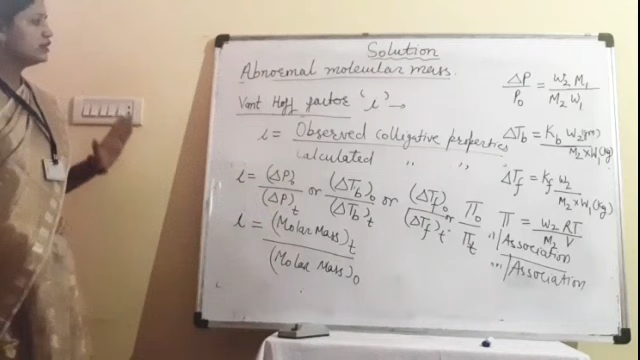 Solution
Abnormal molecular mass.
Vant Hoff factor 'i' →
i = Observed collegative properties
calculated " "
i = (ΔP)o / (ΔP)t or (ΔTb)o / (ΔTb)t or (ΔTf)o / (ΔTf)t or Πo / Πt
i = (Molar Mass)t / (Molar Mass)o
ΔP / Po = W2 M1 / M2 W1
ΔTb = Kb W2(gm) / M2 × W1(kg)
ΔTf = Kf W2 / M2 × W1(kg)
Π = W2 RT / M2 V
"/Association
"/Association